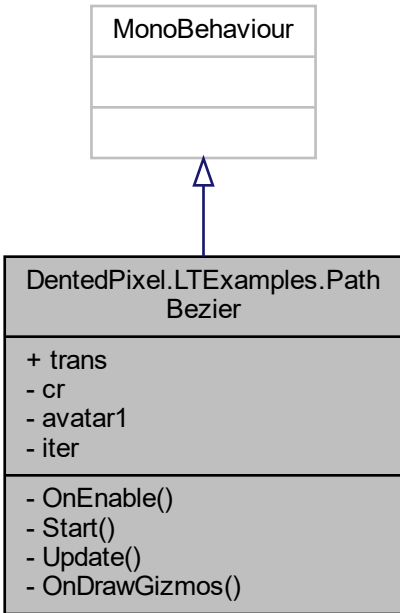 MonoBehaviour
DentedPixel.LTExamples.Path
Bezier
+ trans
- cr
- avatar1
- iter
- OnEnable()
- Start()
- Update()
- OnDrawGizmos()